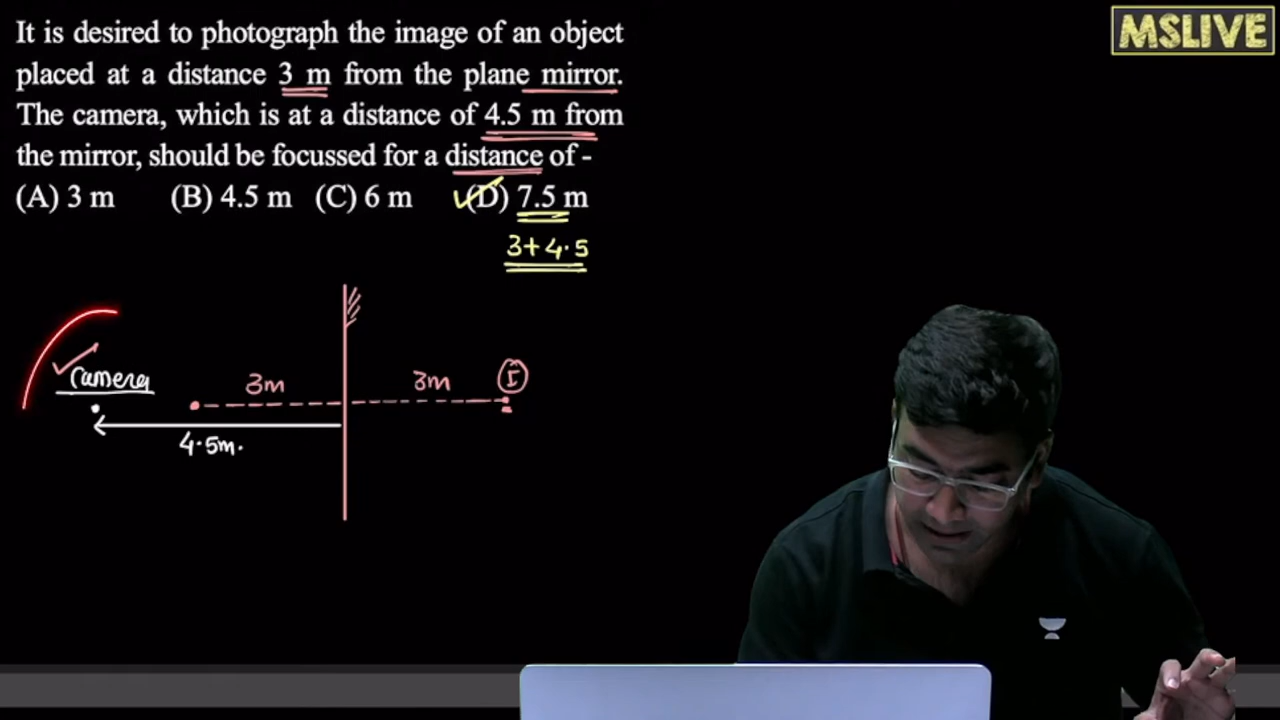 It is desired to photograph the image of an object
placed at a distance 3 m from the plane mirror.
The camera, which is at a distance of 4.5 m from
the mirror, should be focussed for a distance of -
(A) 3 m (B) 4.5 m (C) 6 m (D) 7.5 m
3+4.5
Camera
3m
3m
I
4.5m.
MSLIVE